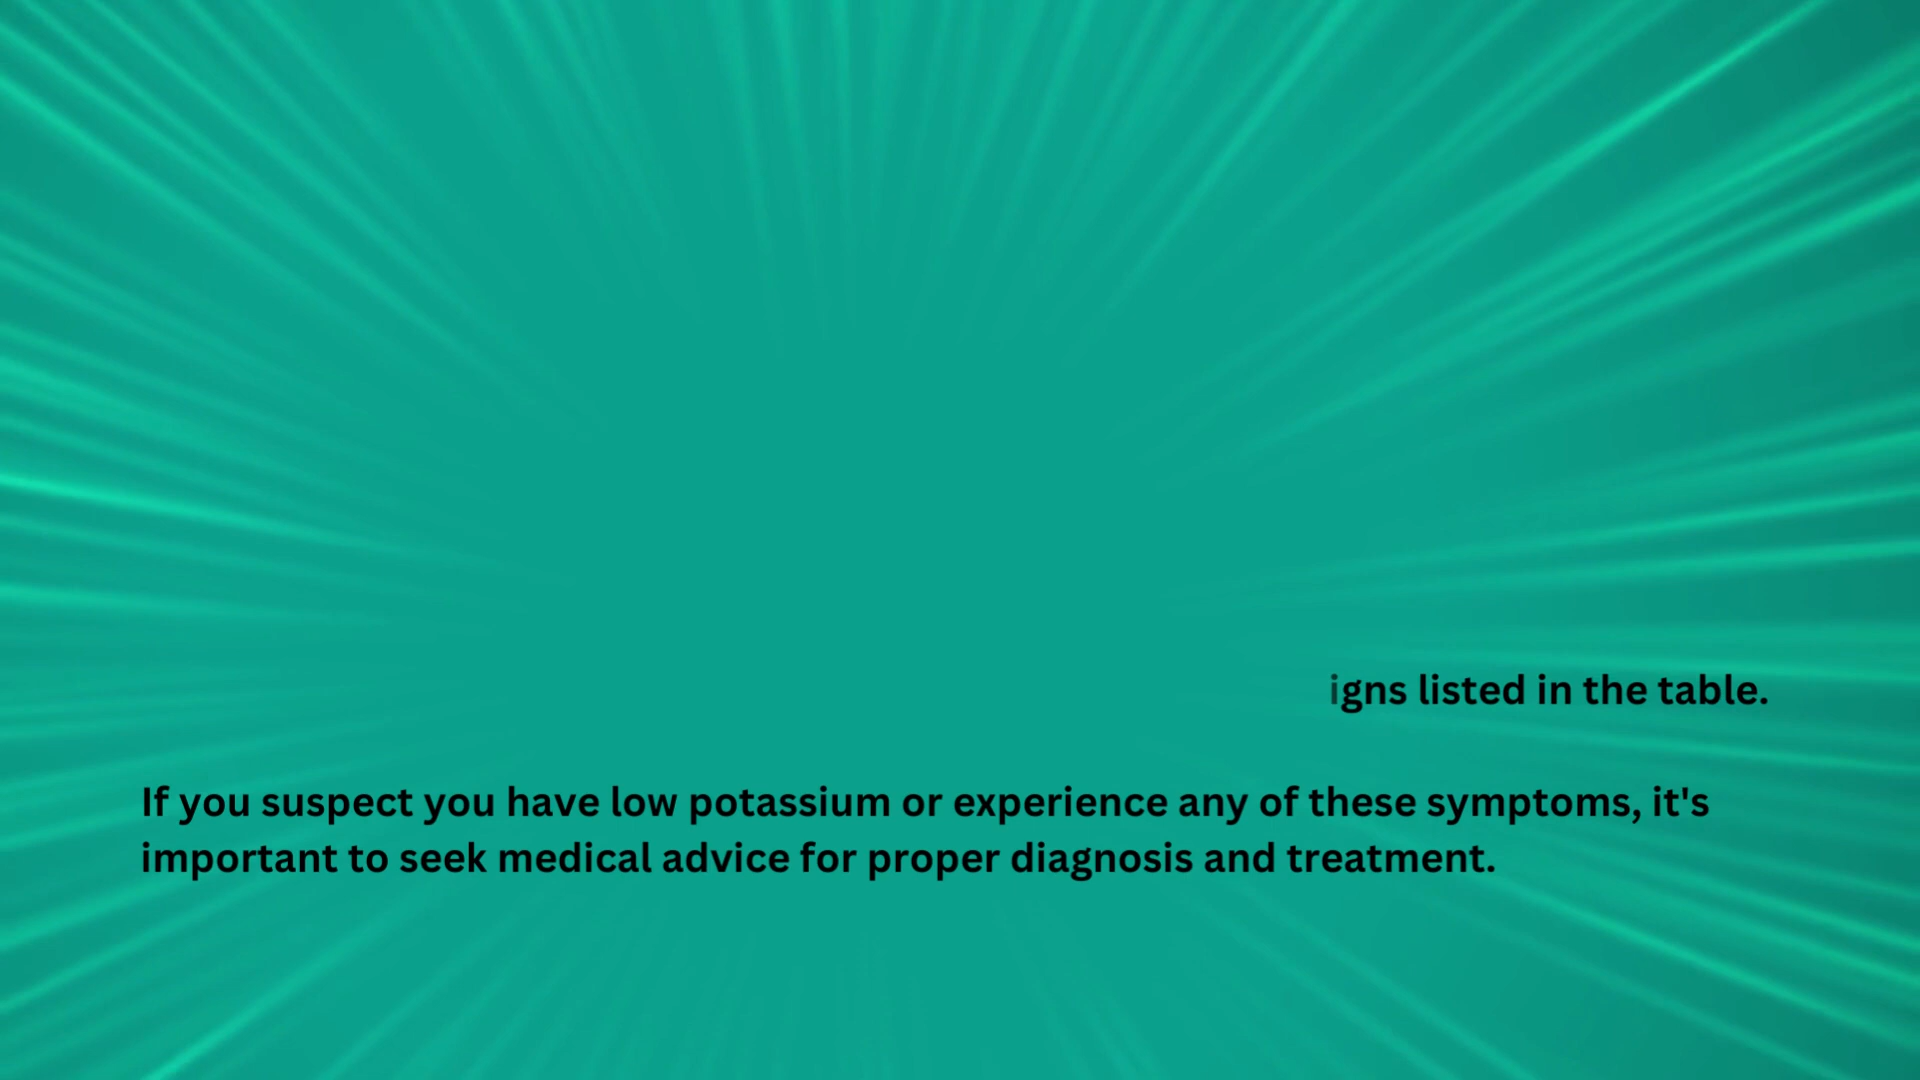 igns listed in the table.
If you suspect you have low potassium or experience any of these symptoms, it's
important to seek medical advice for proper diagnosis and treatment.